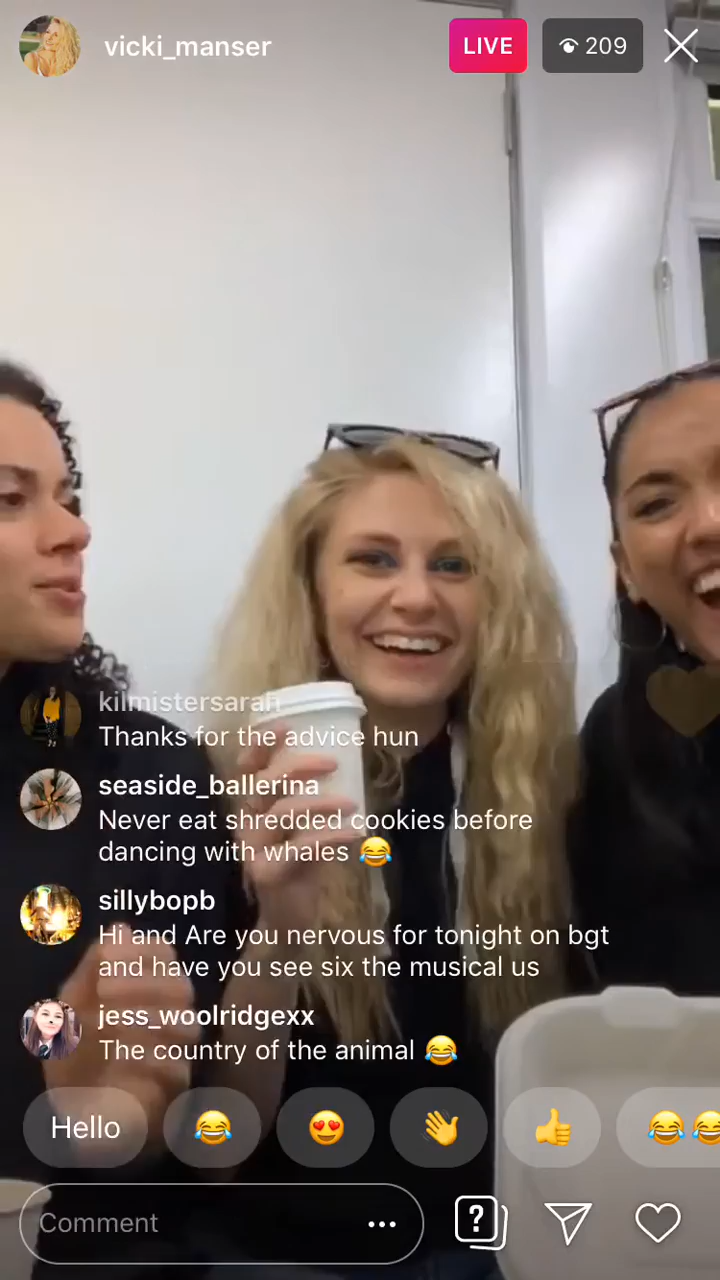 vicki_manser
LIVE
209
kilmistersarah
Thanks for the advice hun
seaside_ballerina
Never eat shredded cookies before
dancing with whales 😂
sillybopb
Hi and Are you nervous for tonight on bgt
and have you see six the musical us
jess_woolridgexx
The country of the animal 😂
Hello
Comment